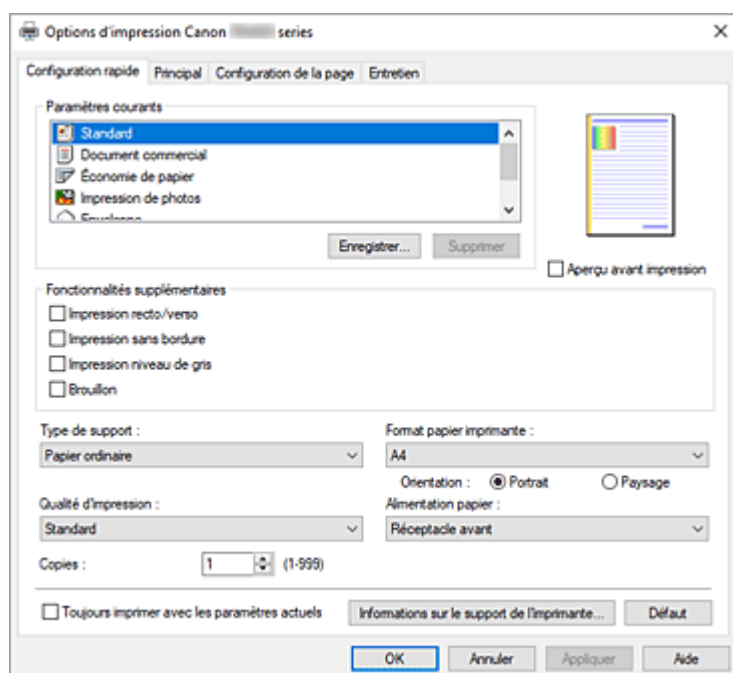 Options d'impression Canon series
Configuration rapide Principal Configuration de la page Entretien
Paramètres courants
Standard
Document commercial
Économie de papier
Impression de photos
Enregistrer... Supprimer
Aperçu avant impression
Fonctionnalités supplémentaires
Impression recto/verso
Impression sans bordure
Impression niveau de gris
Brouillon
Type de support : Format papier imprimante :
Papier ordinaire A4
Orientation : Portrait Paysage
Qualité d'impression : Alimentation papier :
Standard Réceptacle avant
Copies : 1 (1-999)
Toujours imprimer avec les paramètres actuels Informations sur le support de l'imprimante... Défaut
OK Annuler Appliquer Aide